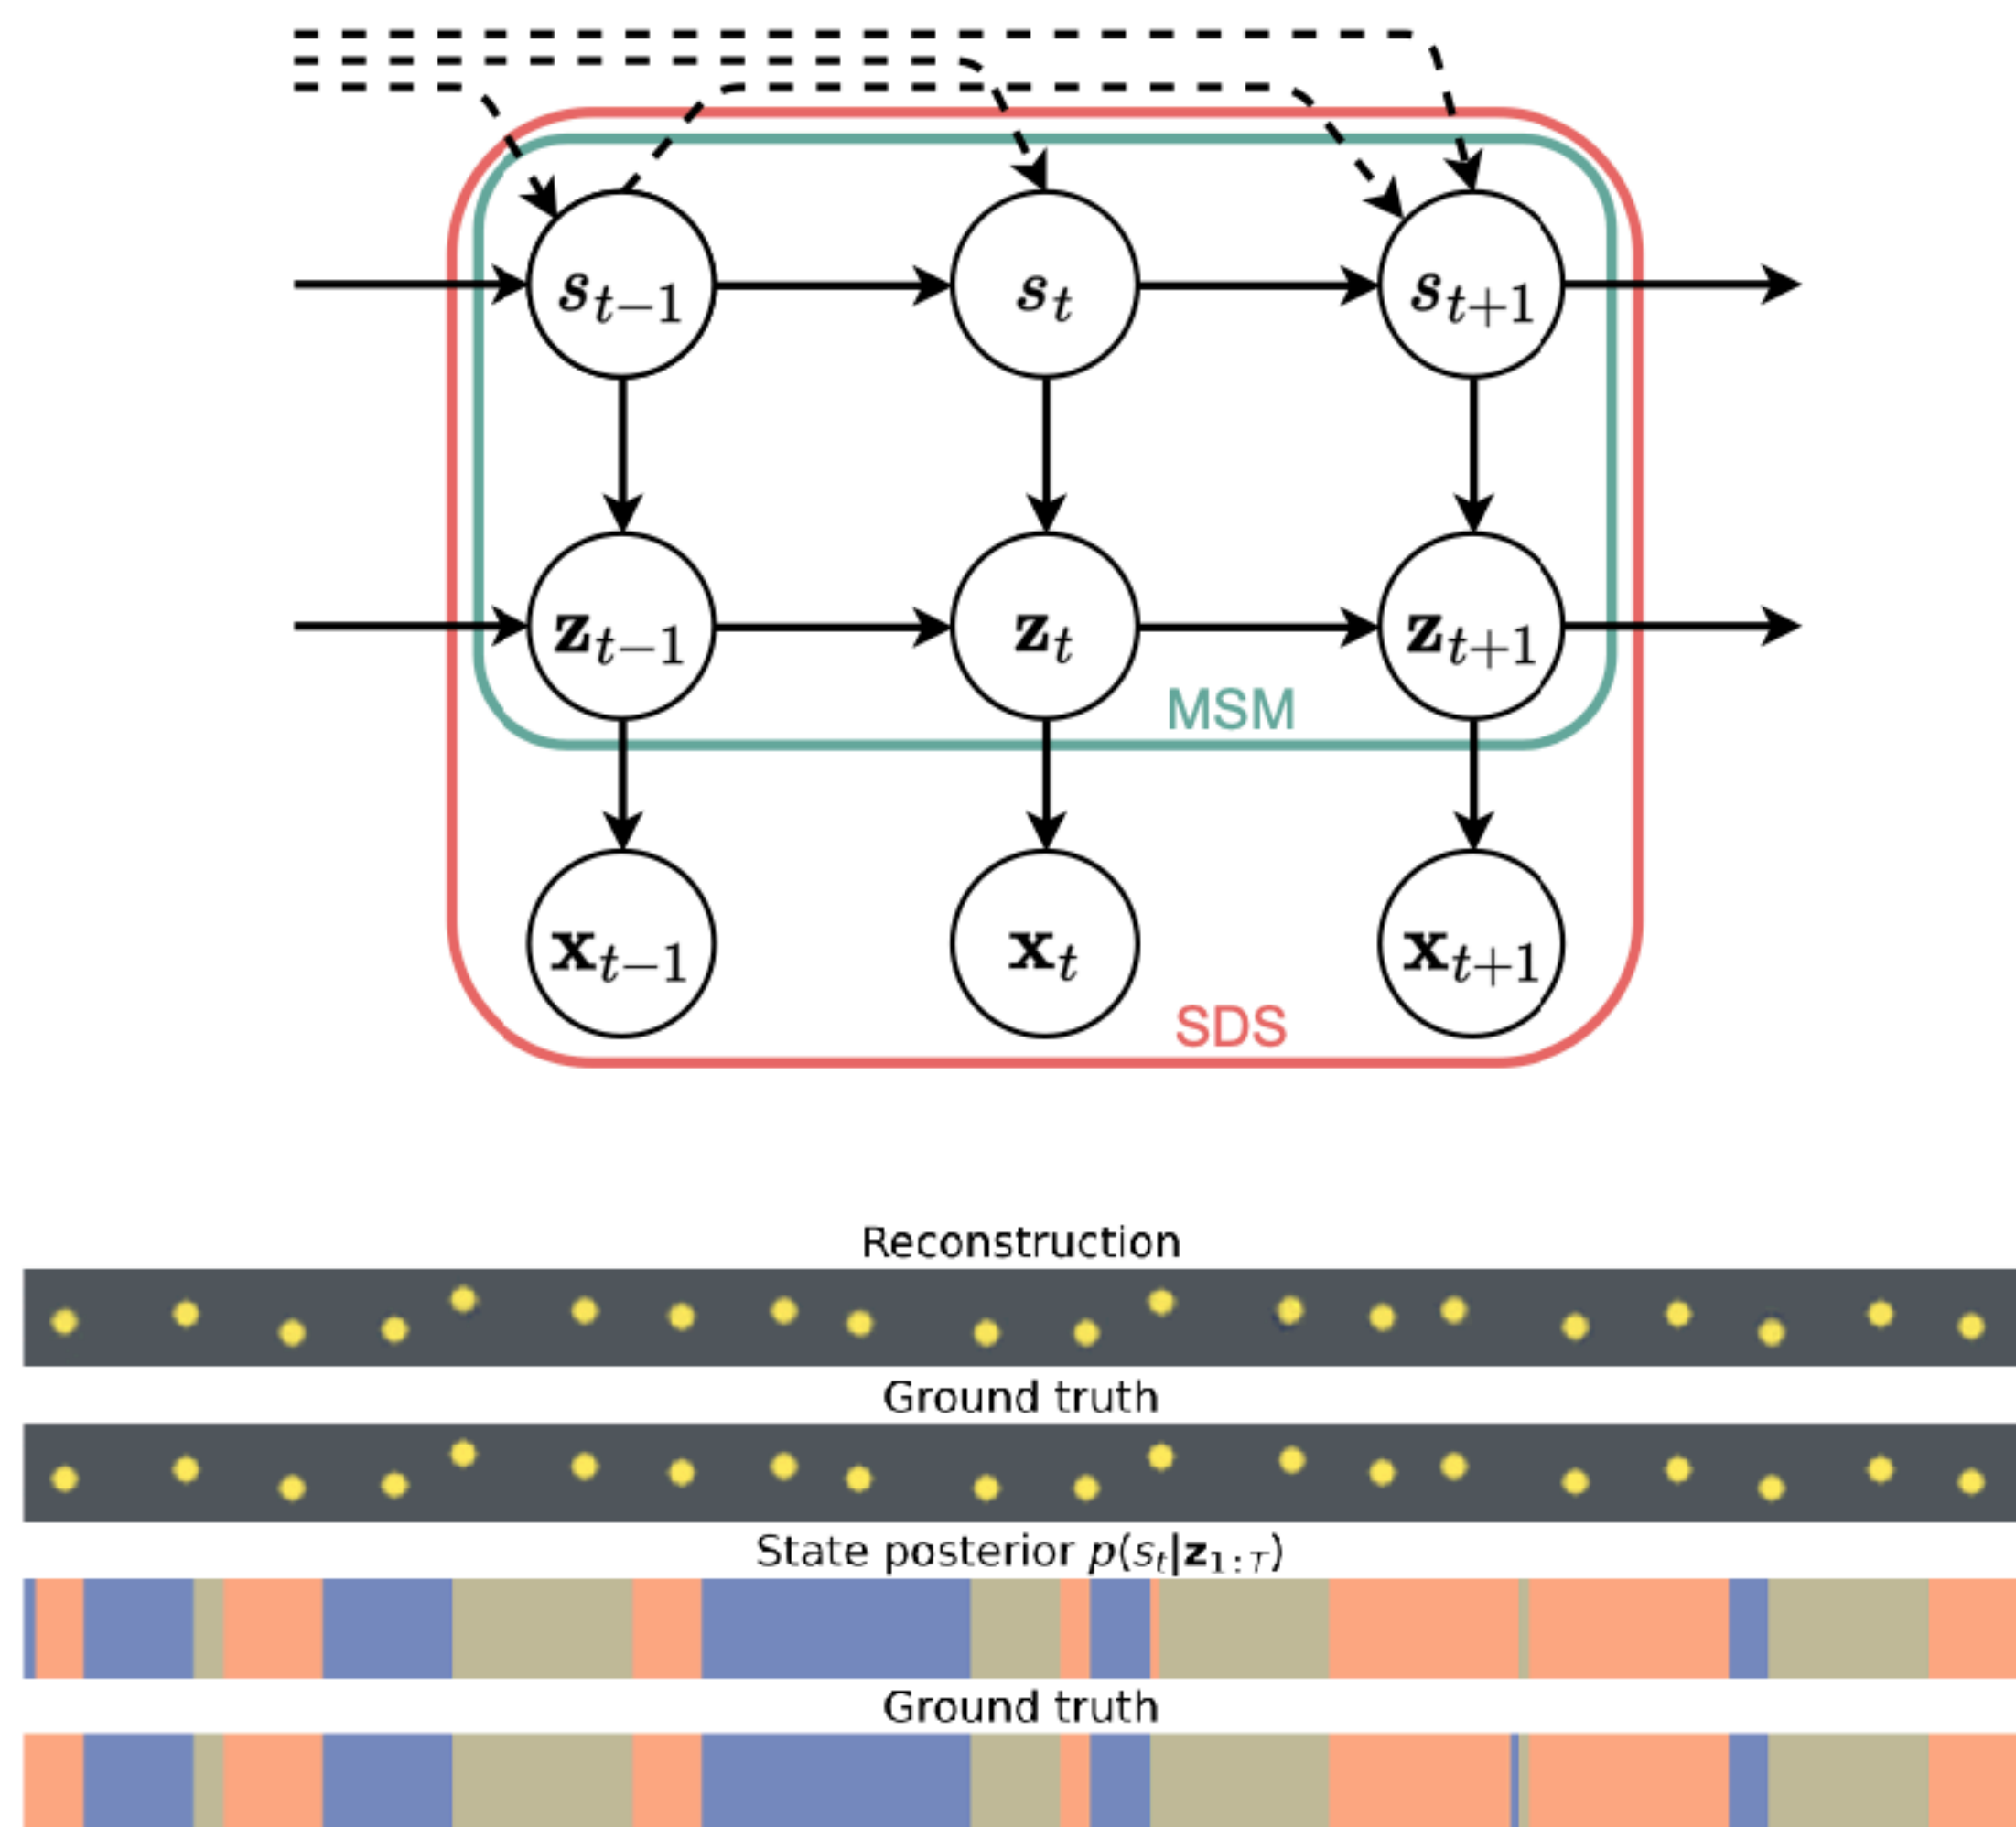 s_{t−1} s_t s_{t+1}
z_{t−1} z_t z_{t+1}
MSM
x_{t−1} x_t x_{t+1}
SDS
Reconstruction
Ground truth
State posterior p(s_t|z_{1:T})
Ground truth